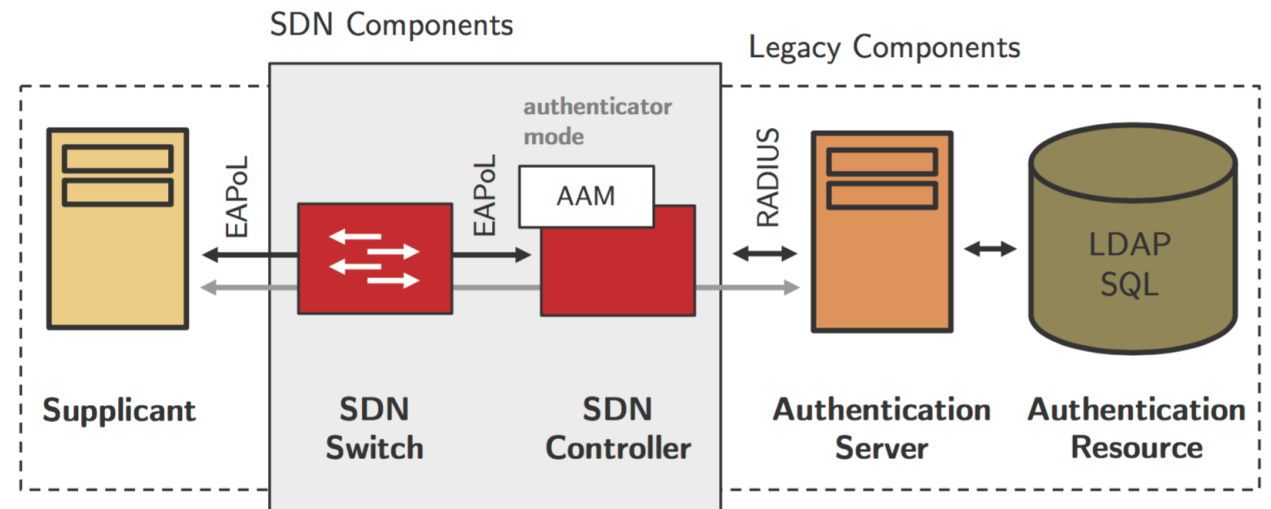 SDN Components
Legacy Components
authenticator
mode
EAPoL
EAPoL
AAM
RADIUS
LDAP
SQL
Supplicant
SDN
Switch
SDN
Controller
Authentication
Server
Authentication
Resource